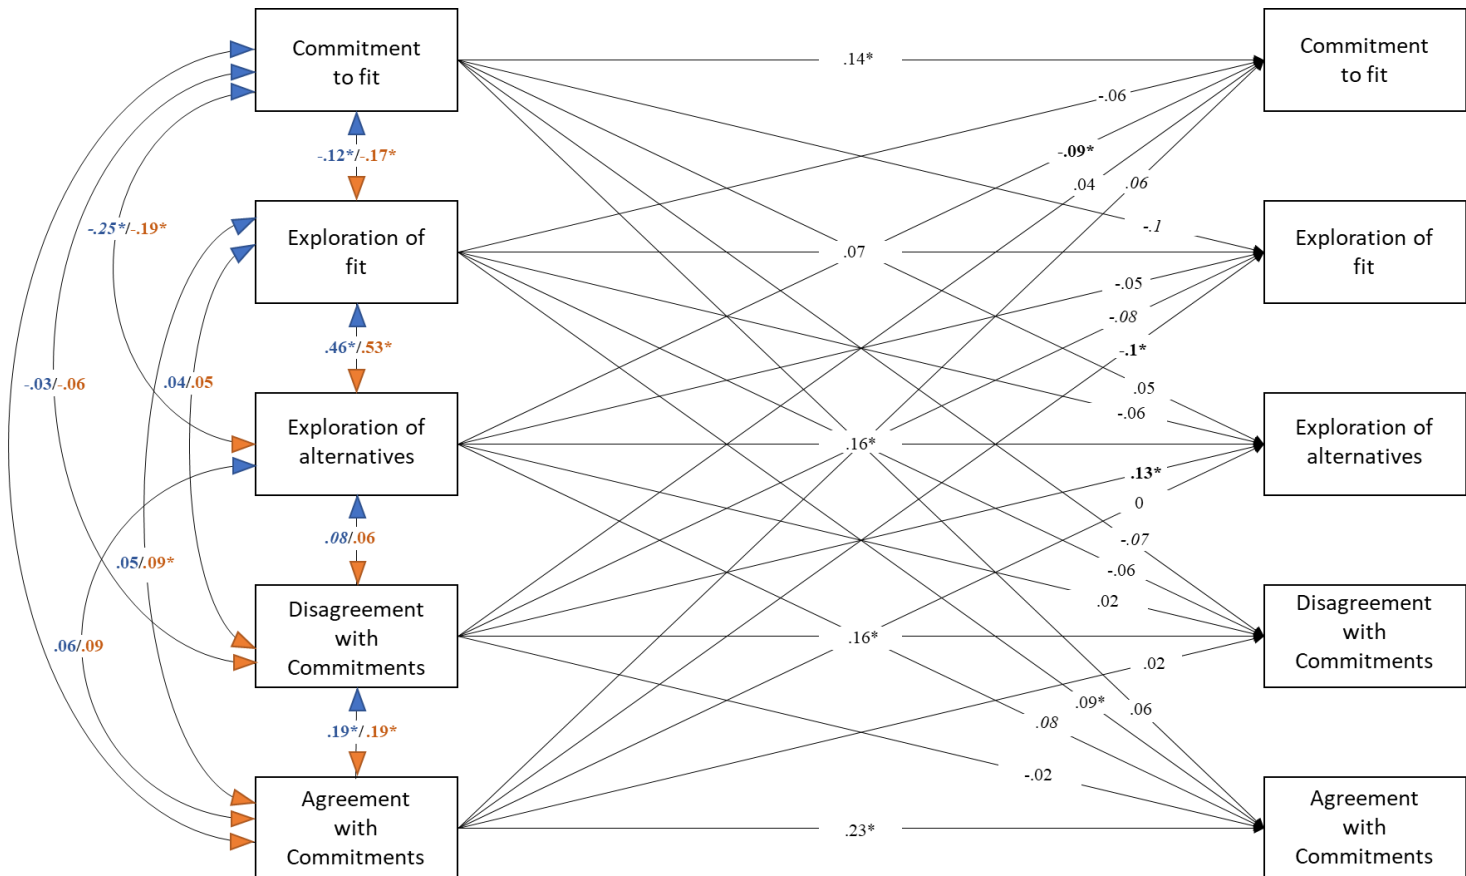 Commitment
to fit
.14*
Commitment
to fit
-.06
-.12*/-.17*
-.09*
.04
.06
-.25*/-.19*
Exploration of
fit
.07
-.1
Exploration of
fit
-.05
-.08
.46*/.53*
-.1*
-.03/-.06
.04/.05
.05
-.06
Exploration of
alternatives
.16*
Exploration of
alternatives
.13*
0
.08/.06
-.07
.05/.09*
-.06
.02
Disagreement
with
Commitments
.16*
Disagreement
with
Commitments
.06/.09
.02
.19*/.19*
.09*
.06
.08
-.02
Agreement
with
Commitments
.23*
Agreement
with
Commitments